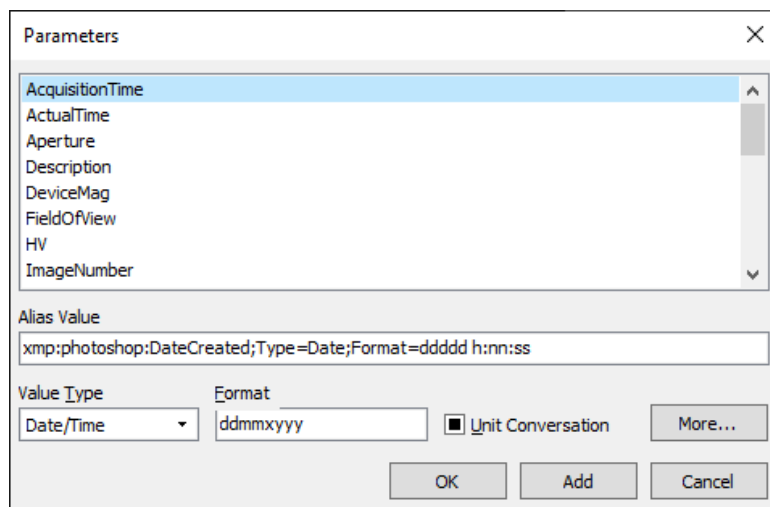 Parameters
AcquisitionTime
ActualTime
Aperture
Description
DeviceMag
FieldOfView
HV
ImageNumber
Alias Value
xmp:photoshop:DateCreated;Type=Date;Format=ddddd h:nn:ss
Value Type Format
Date/Time ddmmxyyy Unit Conversation More...
OK Add Cancel